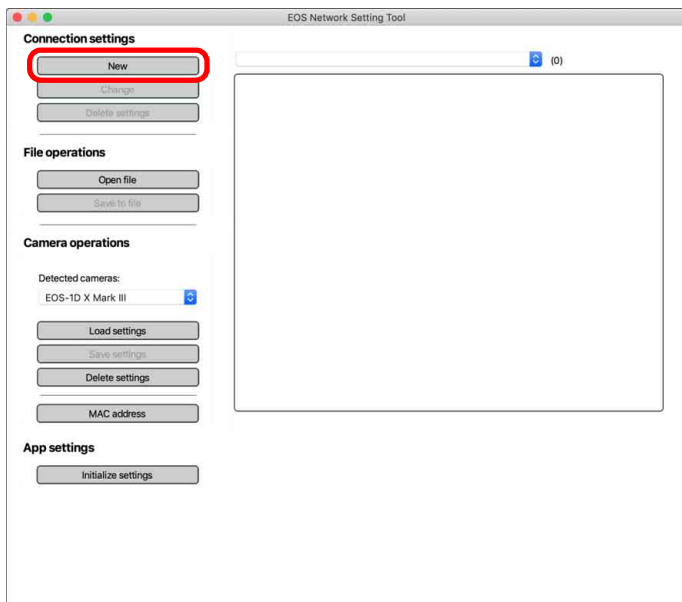 EOS Network Setting Tool
Connection settings
New
Change
Delete settings
(0)
File operations
Open file
Save to file
Camera operations
Detected cameras:
EOS-1D X Mark III
Load settings
Save settings
Delete settings
MAC address
App settings
Initialize settings